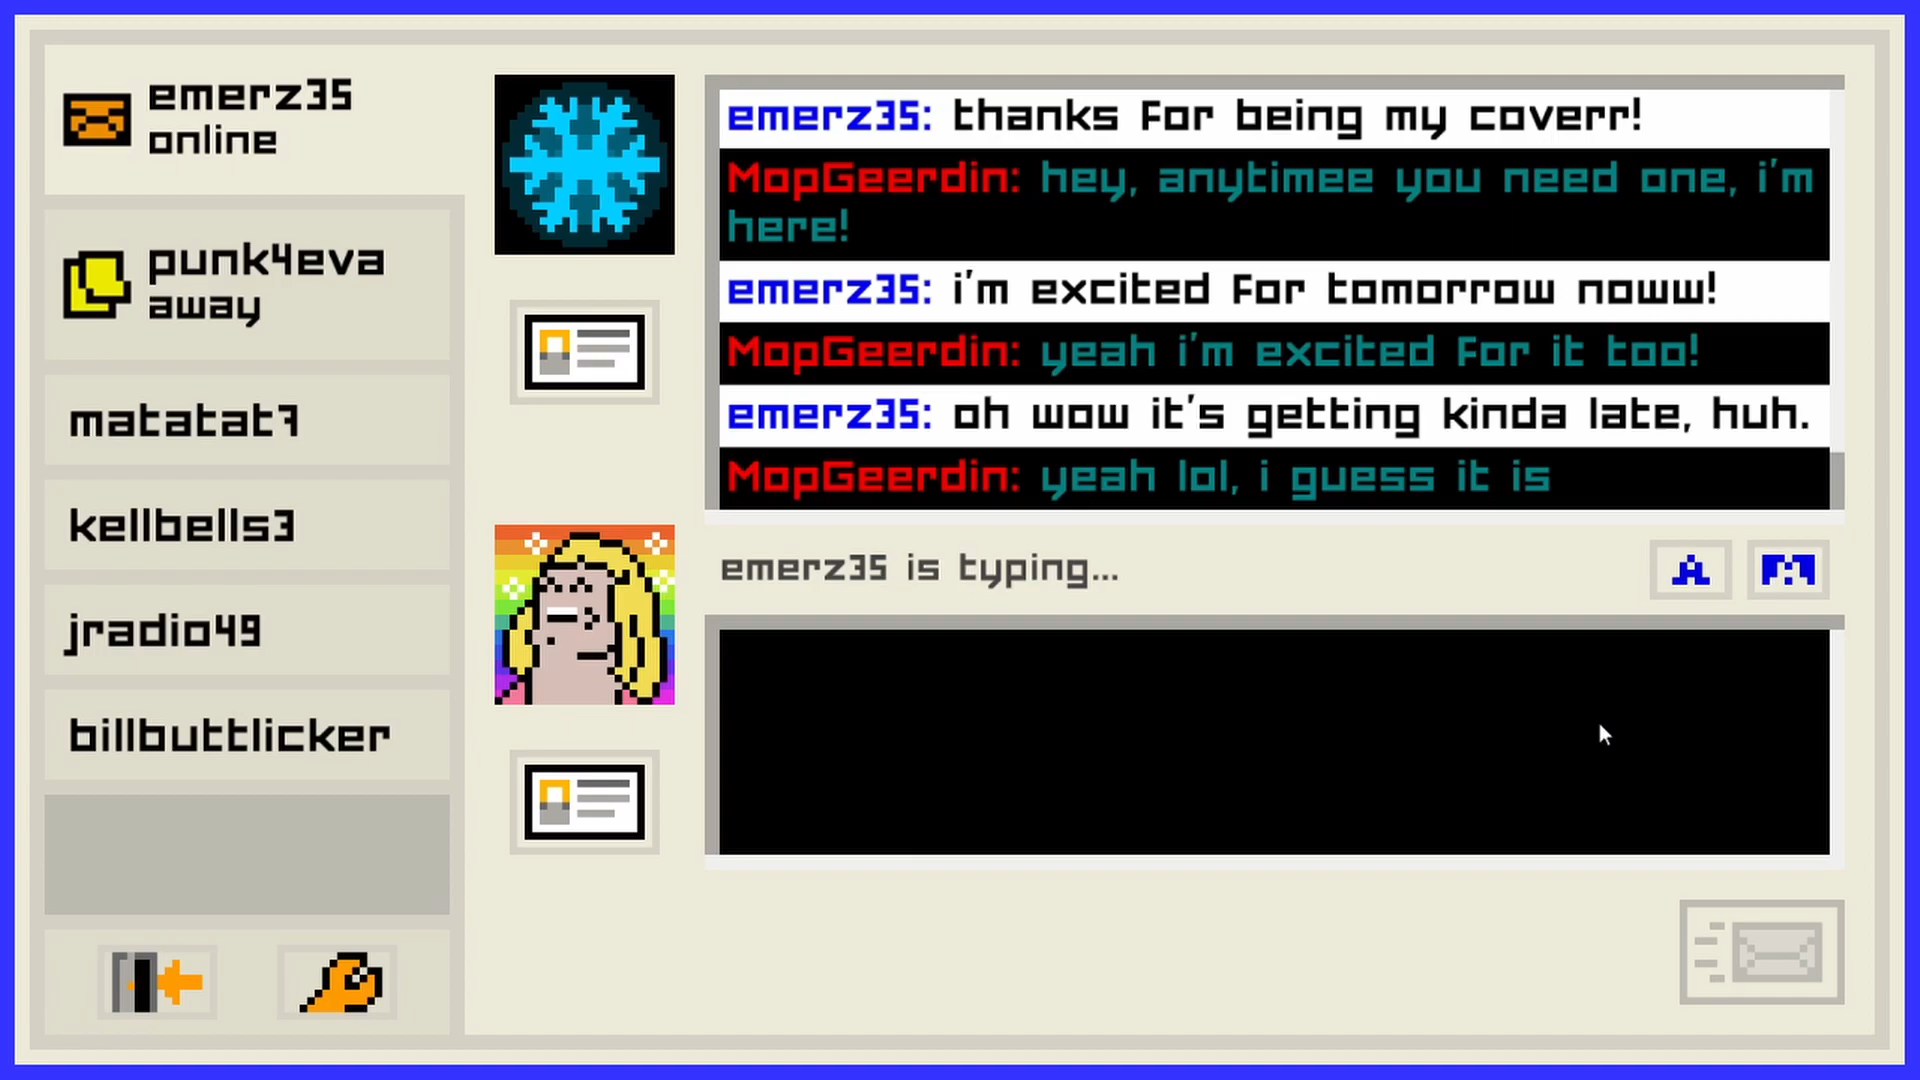 emerz35
online
punk4eva
away
matatat7
kellbells3
jradio49
billbuttlicker
emerz35: thanks for being my coverr!
MopGeerdin: hey, anytimee you need one, i'm
here!
emerz35: i'm excited for tomorrow noww!
MopGeerdin: yeah i'm excited for it too!
emerz35: oh wow it's getting kinda late, huh.
MopGeerdin: yeah lol, i guess it is
emerz35 is typing...
A